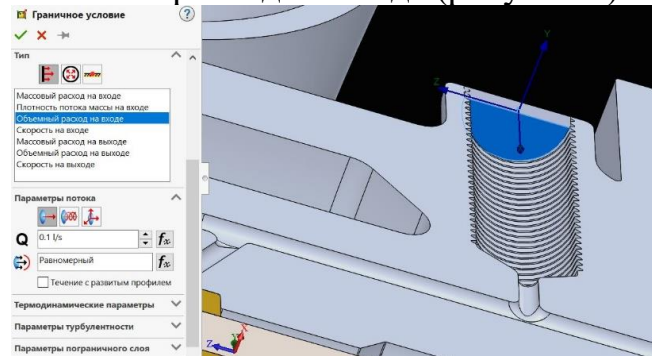 Граничное условие
Тип
Массовый расход на входе
Плотность потока массы на входе
Объемный расход на входе
Скорость на входе
Массовый расход на выходе
Объемный расход на выходе
Скорость на выходе
Параметры потока
Q 0.1 l/s fx
Равномерный fx
Течение с развитым профилем
Термодинамические параметры
Параметры турбулентности
Параметры пограничного слоя
Y
Z
Z
Y
X